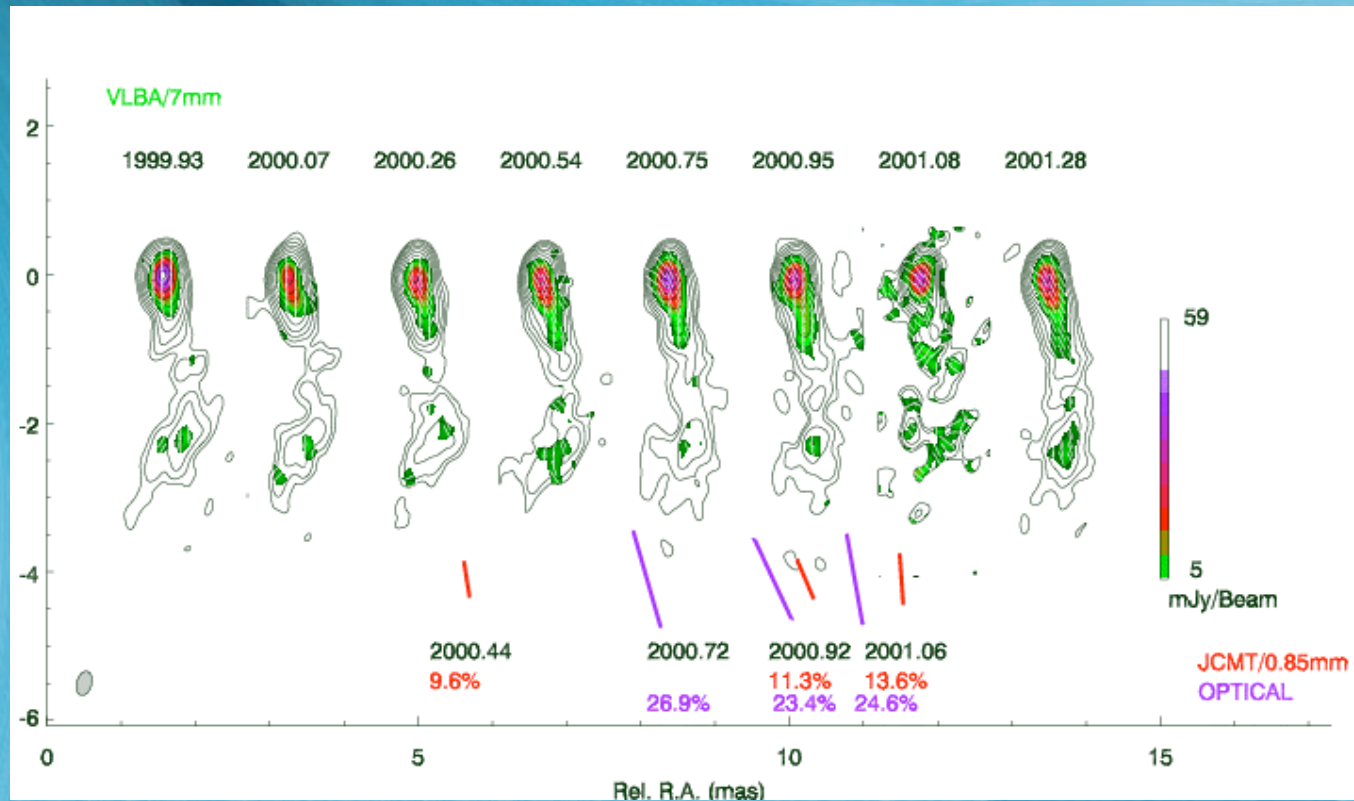 VLBA/7mm
2
1999.93 2000.07 2000.26 2000.54 2000.75 2000.95 2001.08 2001.28
0
59
-2
-4
5
mJy/Beam
2000.44 2000.72 2000.92 2001.06
JCMT/0.85mm
9.6% 11.3% 13.6%
OPTICAL
26.9% 23.4% 24.6%
-6
0 5 10 15
Rel. R.A. (mas)